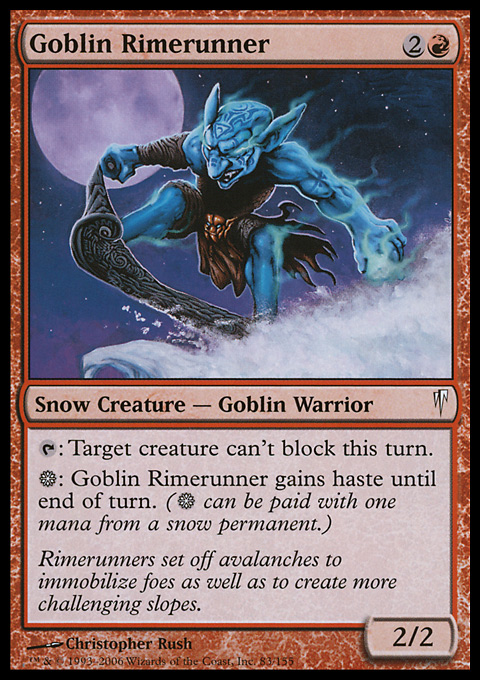 Goblin Rimerunner 2
Snow Creature — Goblin Warrior
: Target creature can't block this turn.
: Goblin Rimerunner gains haste until
end of turn. ( can be paid with one
mana from a snow permanent.)
Rimerunners set off avalanches to
immobilize foes as well as to create more
challenging slopes.
Christopher Rush
2/2
™ & © 1993-2006 Wizards of the Coast, Inc. 83/155